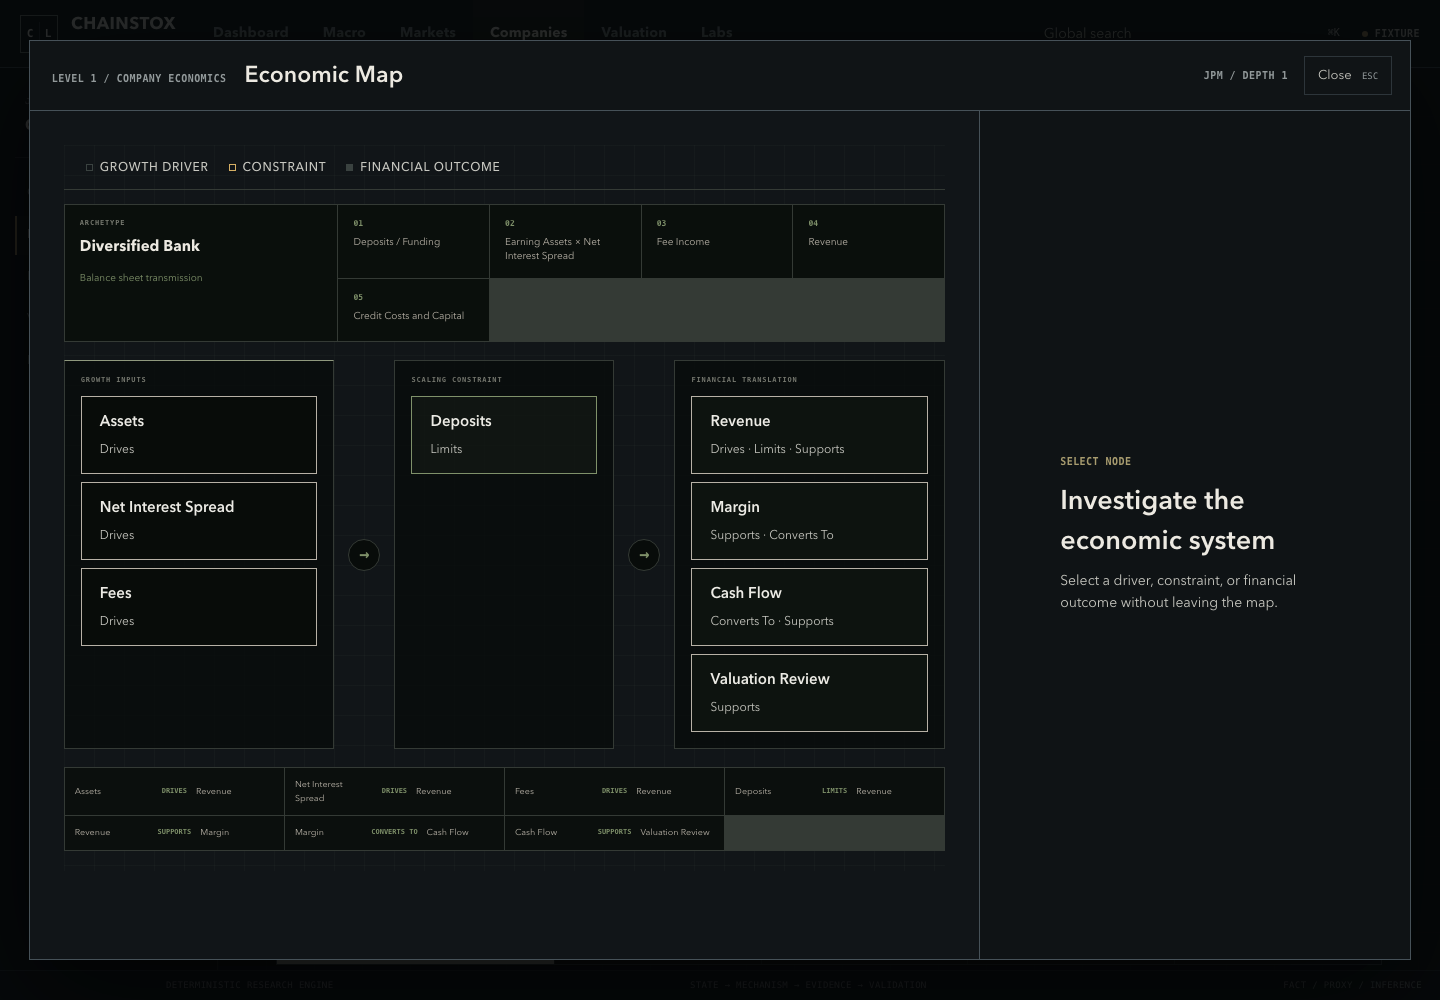 C L
CHAINSTOX
Dashboard
Macro
Markets
Companies
Valuation
Labs
Global search
⌘K
FIXTURE
LEVEL 1 / COMPANY ECONOMICS
Economic Map
JPM / DEPTH 1
Close ESC
GROWTH DRIVER
CONSTRAINT
FINANCIAL OUTCOME
ARCHETYPE
Diversified Bank
Balance sheet transmission
01
Deposits / Funding
02
Earning Assets × Net
Interest Spread
03
Fee Income
04
Revenue
05
Credit Costs and Capital
GROWTH INPUTS
Assets
Drives
Net Interest Spread
Drives
Fees
Drives
→
SCALING CONSTRAINT
Deposits
Limits
→
FINANCIAL TRANSLATION
Revenue
Drives · Limits · Supports
Margin
Supports · Converts To
Cash Flow
Converts To · Supports
Valuation Review
Supports
Assets DRIVES Revenue
Net Interest
Spread DRIVES Revenue
Fees DRIVES Revenue
Deposits LIMITS Revenue
Revenue SUPPORTS Margin
Margin CONVERTS TO Cash Flow
Cash Flow SUPPORTS Valuation Review
SELECT NODE
Investigate the
economic system
Select a driver, constraint, or financial
outcome without leaving the map.
DETERMINISTIC RESEARCH ENGINE
STATE → MECHANISM → EVIDENCE → VALIDATION
FACT / PROXY / INFERENCE